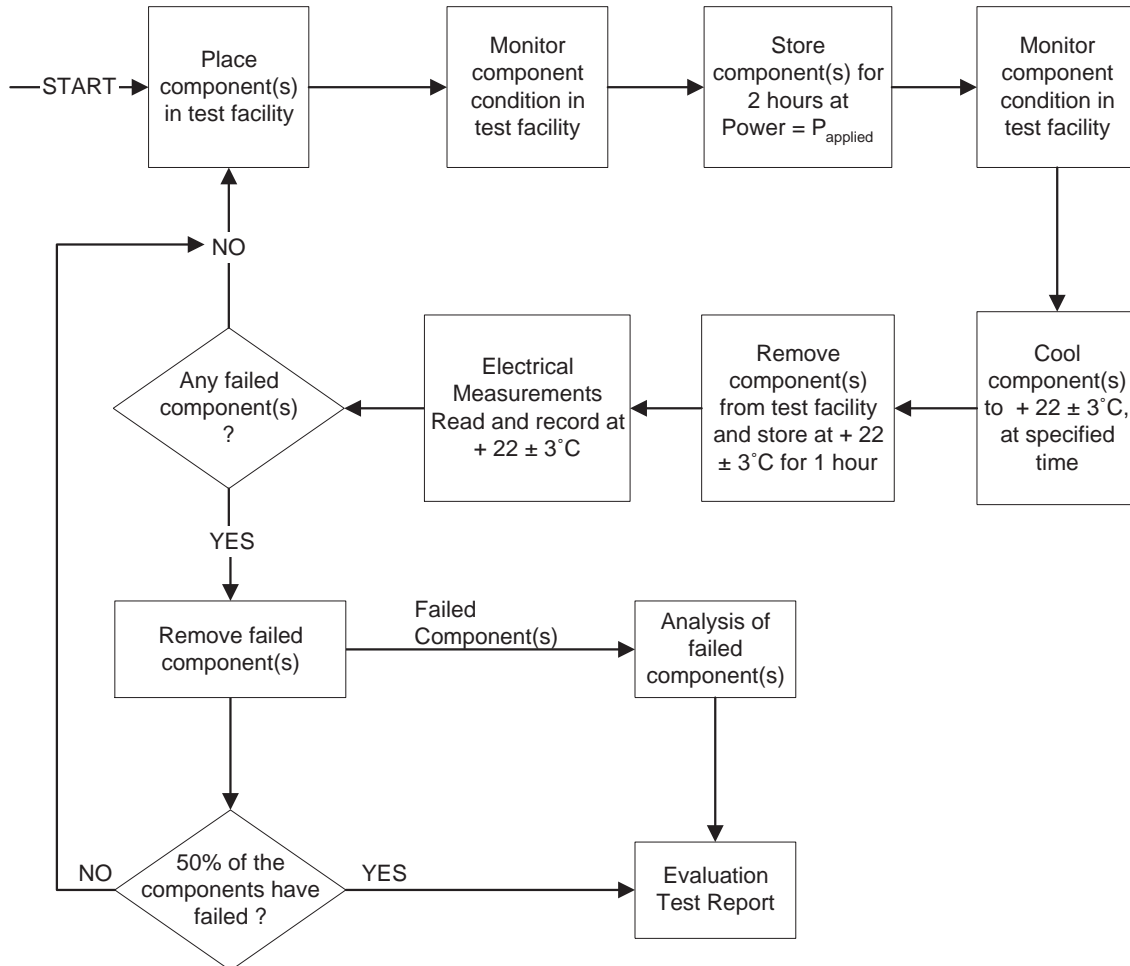 START
Place
component(s)
in test facility
Monitor
component
condition in
test facility
Store
component(s) for
2 hours at
Power = Papplied
Monitor
component
condition in
test facility
NO
Any failed
component(s)
?
Electrical
Measurements
Read and record at
+ 22 ± 3°C
Remove
component(s)
from test facility
and store at + 22
± 3°C for 1 hour
Cool
component(s)
to + 22 ± 3°C,
at specified
time
YES
Remove failed
component(s)
Failed
Component(s)
Analysis of
failed
component(s)
NO
50% of the
components have
failed ?
YES
Evaluation
Test Report